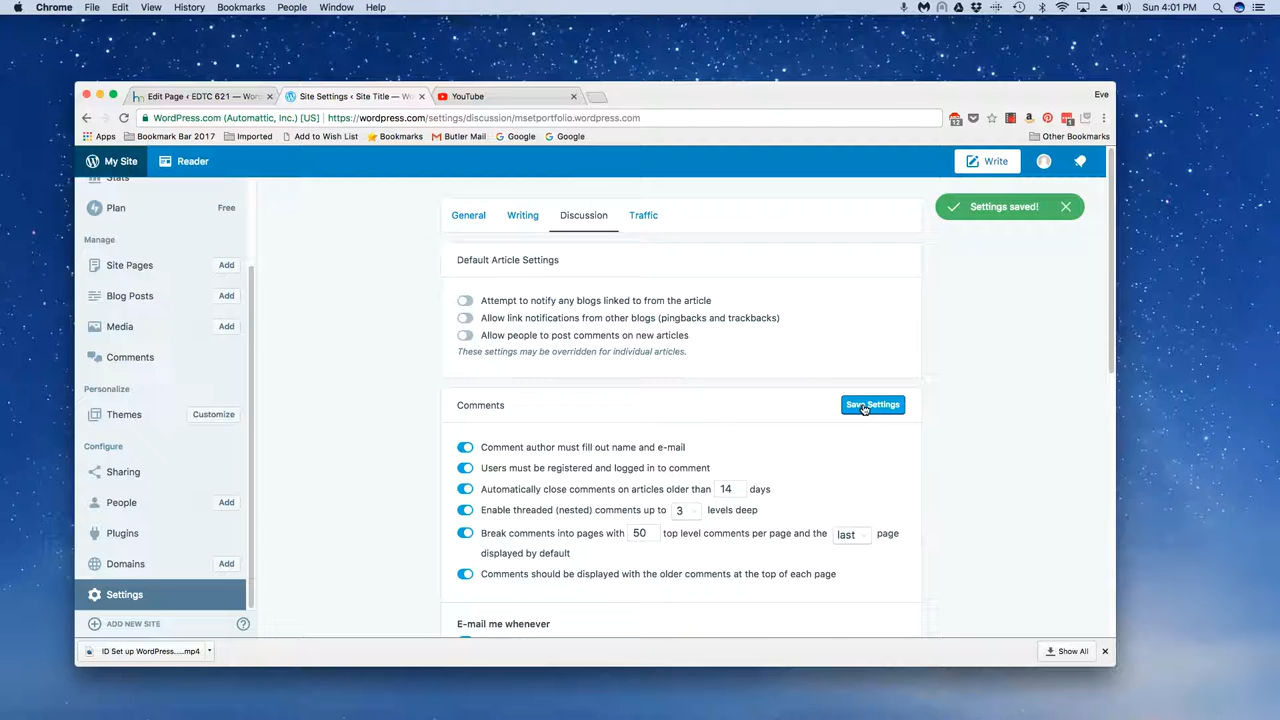 Chrome File Edit View History Bookmarks People Window Help Sun 4:01 PM
Edit Page ‹ EDTC 621 — Wor Site Settings ‹ Site Title — Wo YouTube Eve
WordPress.com (Automattic, Inc.) [US] https://wordpress.com/settings/discussion/msetportfolio.wordpress.com 12 1
Apps Bookmark Bar 2017 Imported Add to Wish List Bookmarks Butler Mail Google Google Other Bookmarks
My Site Reader Write
Stats
Plan Free
Manage
Site Pages Add
Blog Posts Add
Media Add
Comments
Personalize
Themes Customize
Configure
Sharing
People Add
Plugins
Domains Add
Settings
ADD NEW SITE
General Writing Discussion Traffic
Settings saved!
Default Article Settings
Attempt to notify any blogs linked to from the article
Allow link notifications from other blogs (pingbacks and trackbacks)
Allow people to post comments on new articles
These settings may be overridden for individual articles.
Comments Save Settings
Comment author must fill out name and e-mail
Users must be registered and logged in to comment
Automatically close comments on articles older than 14 days
Enable threaded (nested) comments up to 3 levels deep
Break comments into pages with 50 top level comments per page and the last page
displayed by default
Comments should be displayed with the older comments at the top of each page
E-mail me whenever
ID Set up WordPress....mp4 Show All